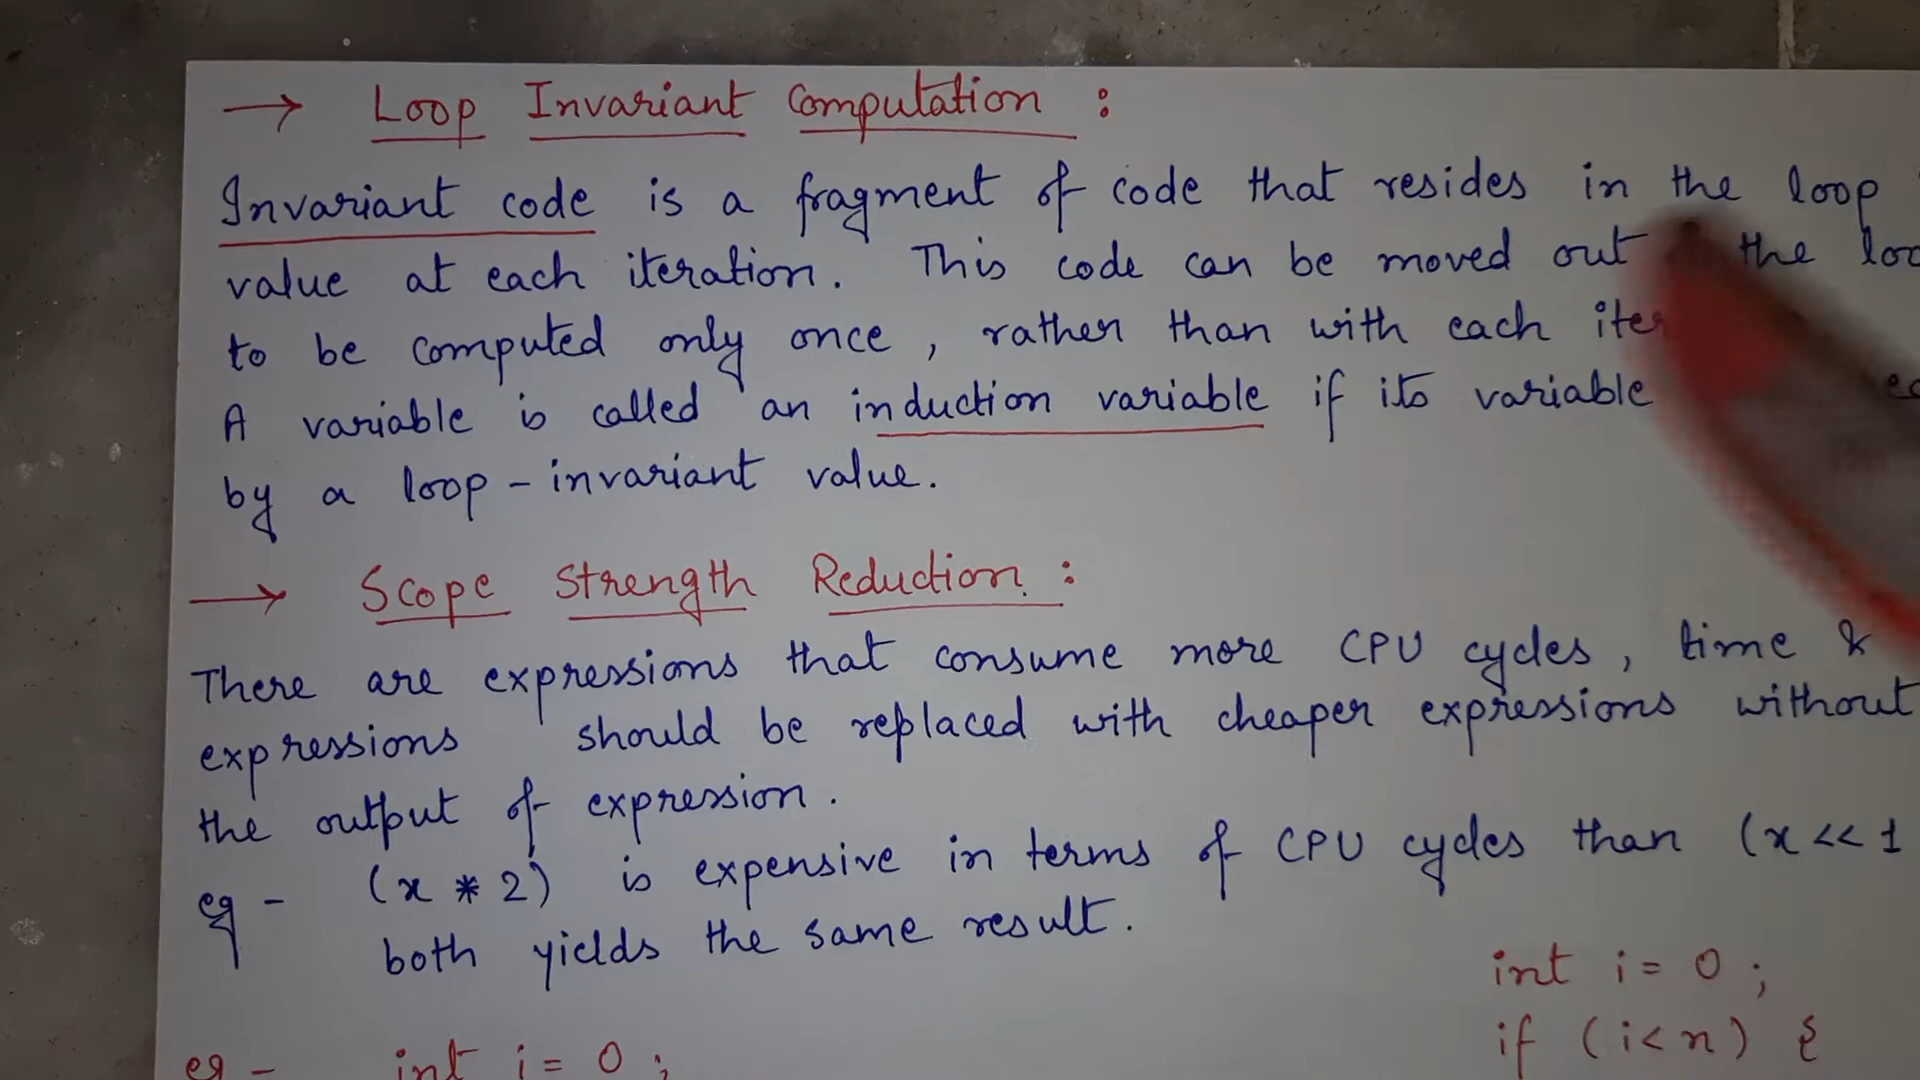 → Loop Invariant Computation :
Invariant code is a fragment of code that resides in the loop
value at each iteration. This code can be moved out the loo
to be computed only once, rather than with each iter
A variable is called an induction variable if its variable
by a loop-invariant value.
→ Scope Strength Reduction :
There are expressions that consume more CPU cycles, time &
expressions should be replaced with cheaper expressions without
the output of expression.
eg - (x * 2) is expensive in terms of CPU cycles than (x << 1
both yields the same result.
int i = 0 ;
if (i < n) {
eg - int i = 0 ;